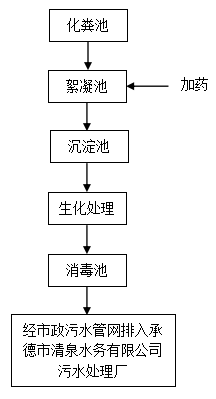 化粪池
絮凝池
加药
沉淀池
生化处理
消毒池
经市政污水管网排入承
德市清泉水务有限公司
污水处理厂